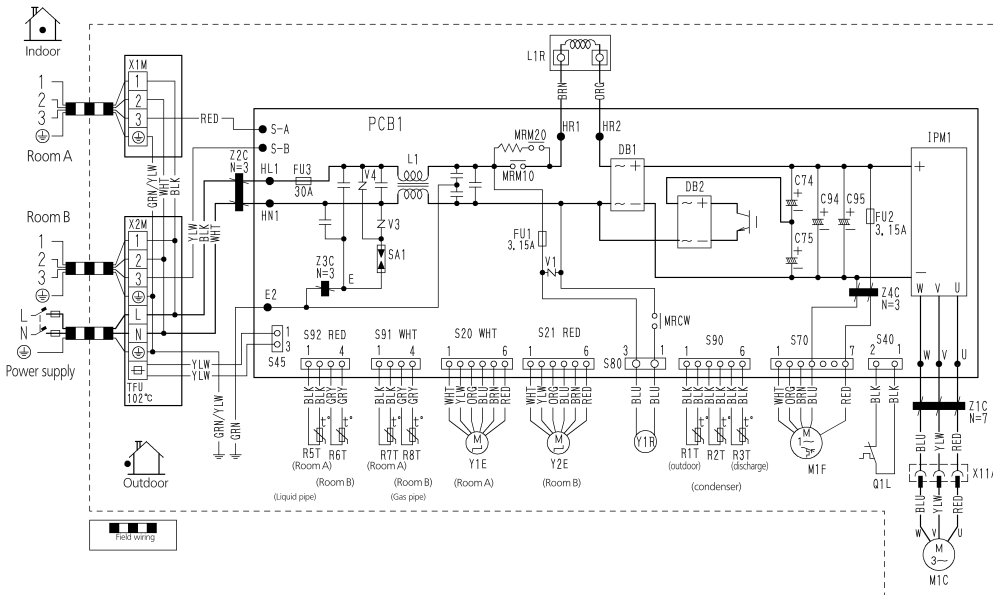 Indoor
1
2
3
Room A
X1M
1
2
3
RED
GRN/YLW
WHT
BLK
Room B
1
2
3
L
N
Power supply
X2M
1
2
3
L
N
TFU
102°C
YLW
BLK
WHT
YLW
YLW
GRN/YLW
GRN
Outdoor
Field wiring
PCB1
S-A
S-B
Z2C
N=3
HL1
HN1
FU3
30A
V4
L1
V3
SA1
Z3C
N=3
E
E2
1
3
S45
L1R
BRN
ORG
HR1
HR2
MRM20
MRM10
DB1
~ +
~ −
DB2
~ +
~ −
FU1
3.15A
V1
MRCW
C74
C75
C94
C95
FU2
3.15A
IPM1
+
−
W V U
Z4C
N=3
S92 RED
1 4
BLK
BLK
GRY
GRY
t°
t°
R5T
R6T
(Room A)
(Room B)
(Liquid pipe)
S91 WHT
1 4
BLK
BLK
GRY
GRY
t°
t°
R7T
R8T
(Room A)
(Room B)
(Gas pipe)
S20 WHT
1 6
WHT
YLW
ORG
BLU
BRN
RED
M
Y1E
(Room A)
S21 RED
1 6
WHT
YLW
ORG
BLU
BRN
RED
M
Y2E
(Room B)
3 1
S80
BLU
BLU
Y1R
S90
1 6
BLK
BLK
BLK
BLK
BLK
BLK
t°
t°
t°
R1T
R2T
R3T
(outdoor)
(discharge)
(condenser)
S70
1 7
WHT
ORG
BRN
BLU
RED
M
1~
M1F
S40
2 1
BLK
BLK
Q1L
W
V
U
Z1C
N=7
BLU
YLW
RED
X11A
BLU
YLW
RED
W
V
U
M
3~
M1C